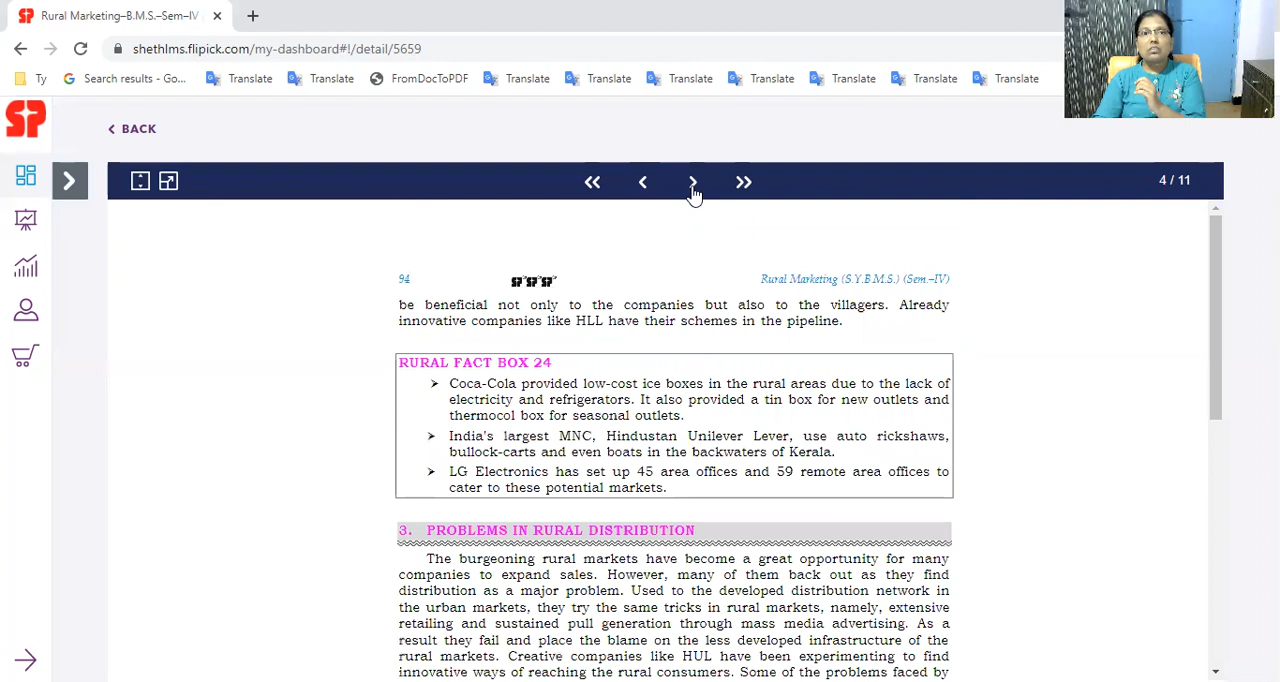 Rural Marketing–B.M.S.–Sem–IV
shethlms.flipick.com/my-dashboard#!/detail/5659
Ty
Search results - Go...
Translate
Translate
FromDocToPDF
Translate
Translate
Translate
Translate
Translate
Translate
Translate
SP
BACK
4 / 11
94
Rural Marketing (S.Y.B.M.S.) (Sem.–IV)
be beneficial not only to the companies but also to the villagers. Already
innovative companies like HLL have their schemes in the pipeline.
RURAL FACT BOX 24
Coca-Cola provided low-cost ice boxes in the rural areas due to the lack of
electricity and refrigerators. It also provided a tin box for new outlets and
thermocol box for seasonal outlets.
India's largest MNC, Hindustan Unilever Lever, use auto rickshaws,
bullock-carts and even boats in the backwaters of Kerala.
LG Electronics has set up 45 area offices and 59 remote area offices to
cater to these potential markets.
3. PROBLEMS IN RURAL DISTRIBUTION
The burgeoning rural markets have become a great opportunity for many
companies to expand sales. However, many of them back out as they find
distribution as a major problem. Used to the developed distribution network in
the urban markets, they try the same tricks in rural markets, namely, extensive
retailing and sustained pull generation through mass media advertising. As a
result they fail and place the blame on the less developed infrastructure of the
rural markets. Creative companies like HUL have been experimenting to find
innovative ways of reaching the rural consumers. Some of the problems faced by